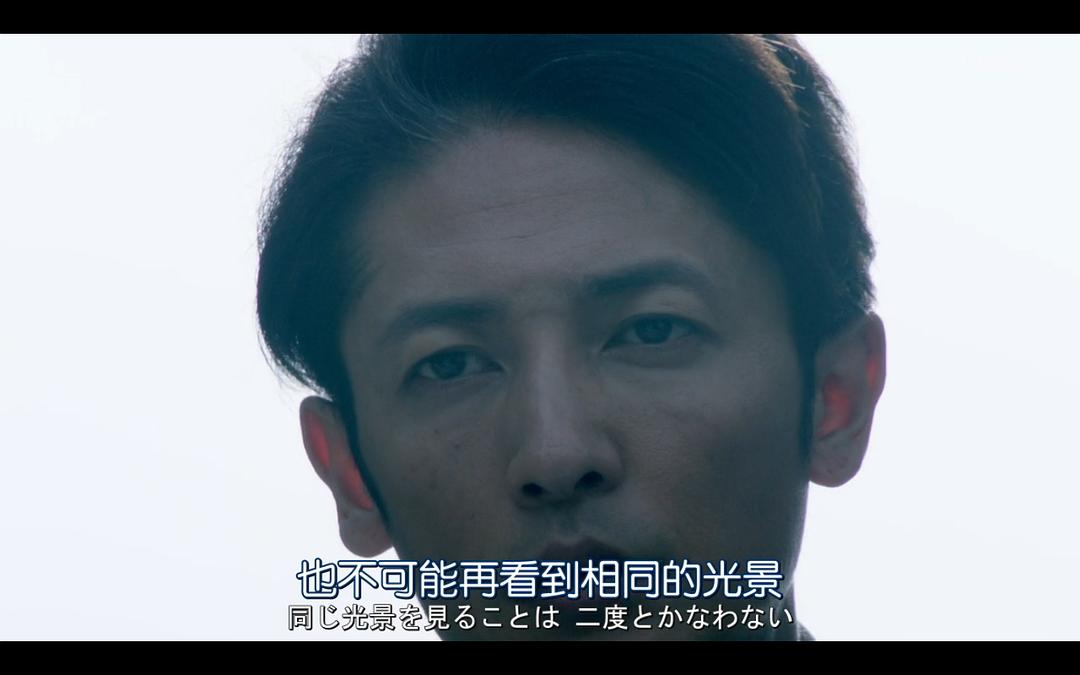 也不可能再看到相同的光景
同じ光景を見ることは 二度とかなわない